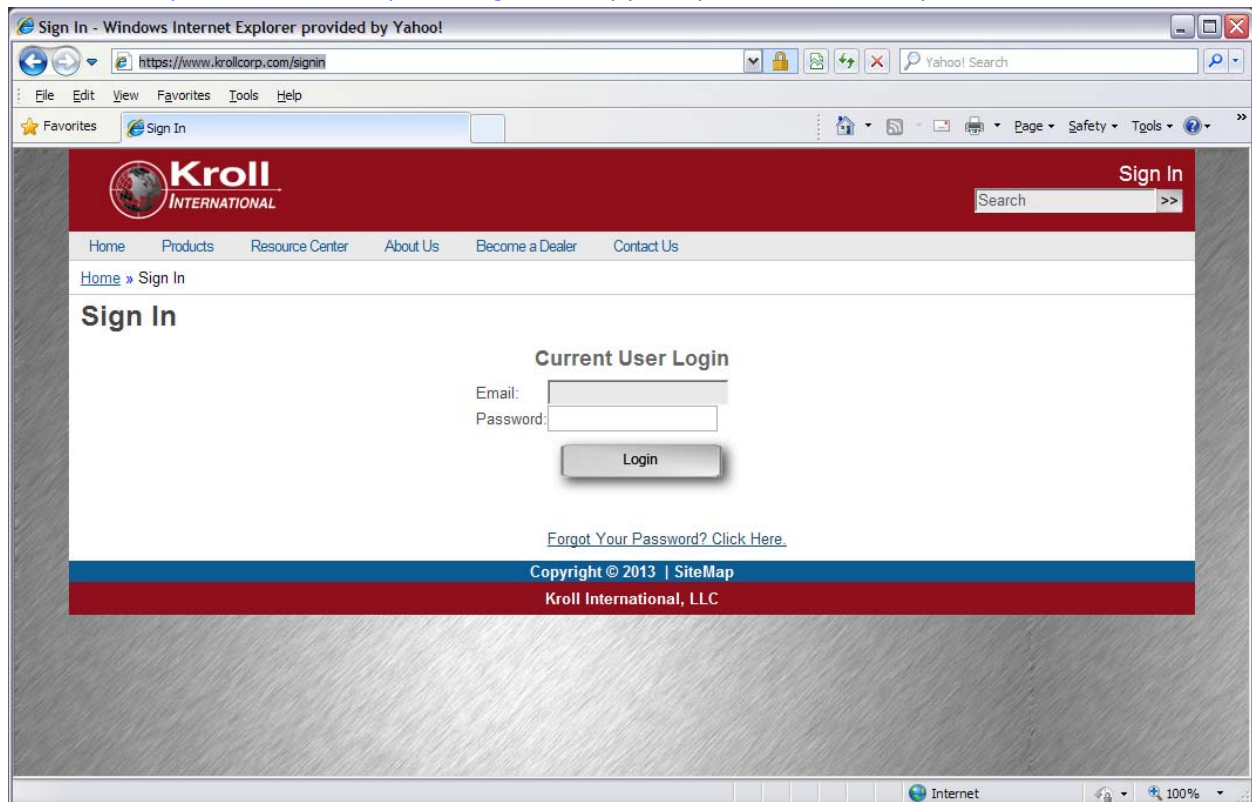 Sign In - Windows Internet Explorer provided by Yahoo!
https://www.krollcorp.com/signin
Yahoo! Search
File Edit View Favorites Tools Help
Favorites Sign In Page Safety Tools »
Kroll
INTERNATIONAL
Sign In
Search >>
Home Products Resource Center About Us Become a Dealer Contact Us
Home » Sign In
Sign In
Current User Login
Email:
Password:
Login
Forgot Your Password? Click Here.
Copyright © 2013 | SiteMap
Kroll International, LLC
Internet 100%